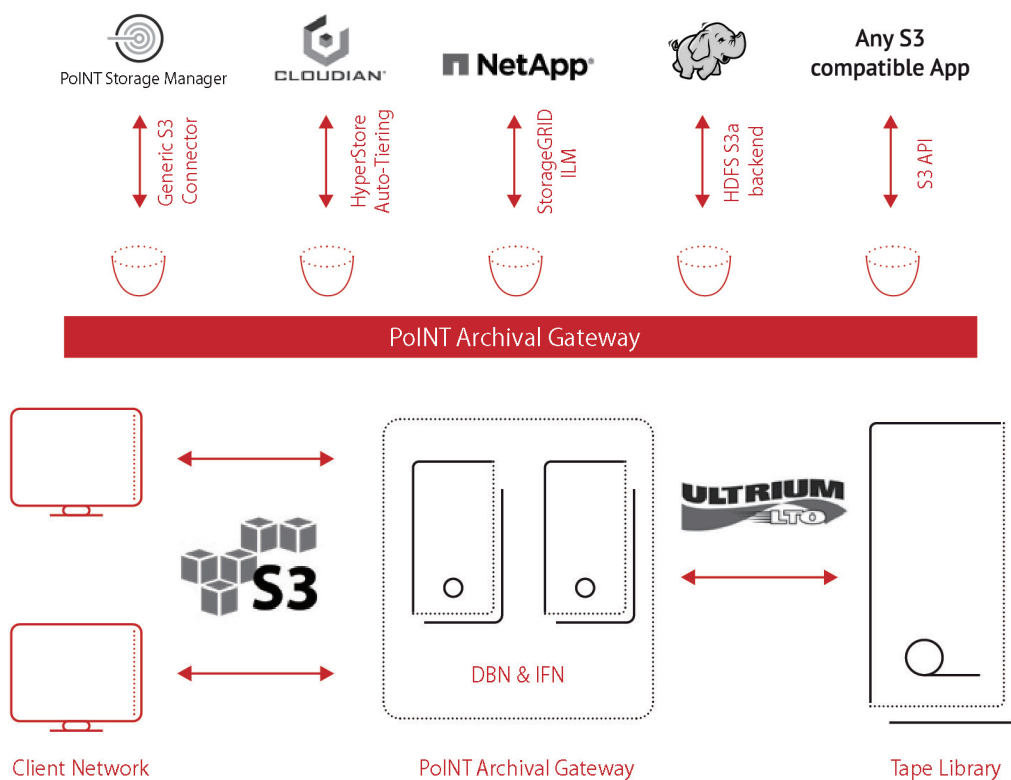 PoINT Storage Manager
CLOUDIAN®
NetApp®
Any S3
compatible App
Generic S3
Connector
HyperStore
Auto-Tiering
StorageGRID
ILM
HDFS S3a
backend
S3 API
PoINT Archival Gateway
S3
ULTRIUM
LTO
DBN & IFN
Client Network
PoINT Archival Gateway
Tape Library